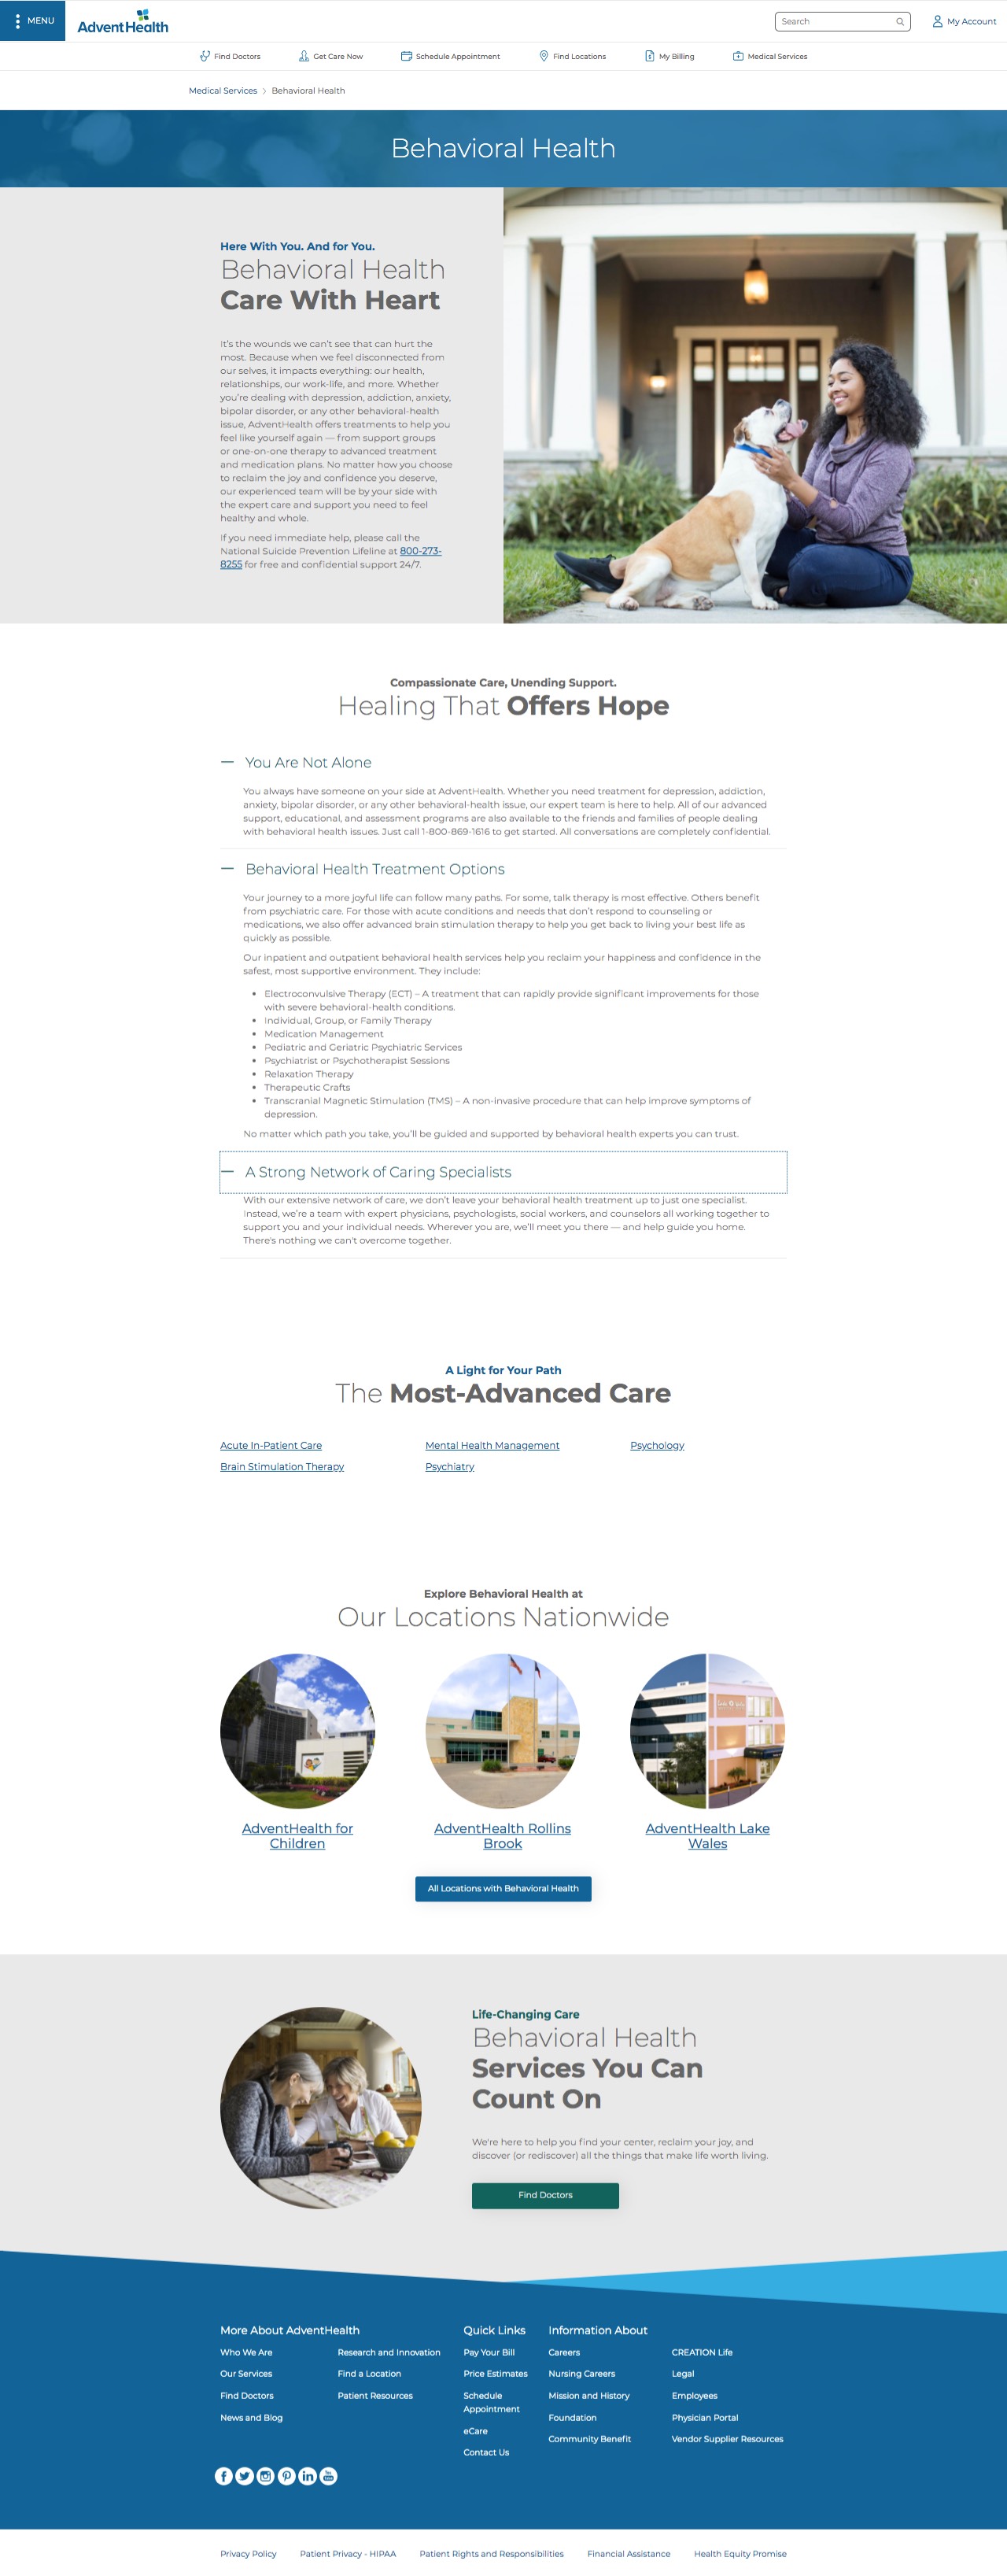 MENU
AdventHealth
Search
My Account
Find Doctors
Get Care Now
Schedule Appointment
Find Locations
My Billing
Medical Services
Medical Services > Behavioral Health
Behavioral Health
Here With You. And for You.
Behavioral Health
Care With Heart
It's the wounds we can't see that can hurt the
most. Because when we feel disconnected from
our selves, it impacts everything: our health,
relationships, our work-life, and more. Whether
you're dealing with depression, addiction, anxiety,
bipolar disorder, or any other behavioral-health
issue, AdventHealth offers treatments to help you
feel like yourself again — from support groups
or one-on-one therapy to advanced treatment
and medication plans. No matter how you choose
to reclaim the joy and confidence you deserve,
our experienced team will be by your side with
the expert care and support you need to feel
healthy and whole.
If you need immediate help, please call the
National Suicide Prevention Lifeline at 800-273-
8255 for free and confidential support 24/7.
Compassionate Care, Unending Support.
Healing That Offers Hope
You Are Not Alone
You always have someone on your side at AdventHealth. Whether you need treatment for depression, addiction,
anxiety, bipolar disorder, or any other behavioral-health issue, our expert team is here to help. All of our advanced
support, educational, and assessment programs are also available to the friends and families of people dealing
with behavioral health issues. Just call 1-800-869-1616 to get started. All conversations are completely confidential.
Behavioral Health Treatment Options
Your journey to a more joyful life can follow many paths. For some, talk therapy is most effective. Others benefit
from psychiatric care. For those with acute conditions and needs that don't respond to counseling or
medications, we also offer advanced brain stimulation therapy to help you get back to living your best life as
quickly as possible.
Our inpatient and outpatient behavioral health services help you reclaim your happiness and confidence in the
safest, most supportive environment. They include:
• Electroconvulsive Therapy (ECT) – A treatment that can rapidly provide significant improvements for those
with severe behavioral-health conditions.
• Individual, Group, or Family Therapy
• Medication Management
• Pediatric and Geriatric Psychiatric Services
• Psychiatrist or Psychotherapist Sessions
• Relaxation Therapy
• Therapeutic Crafts
• Transcranial Magnetic Stimulation (TMS) – A non-invasive procedure that can help improve symptoms of
depression.
No matter which path you take, you'll be guided and supported by behavioral health experts you can trust.
A Strong Network of Caring Specialists
With our extensive network of care, we don't leave your behavioral health treatment up to just one specialist.
Instead, we're a team with expert physicians, psychologists, social workers, and counselors all working together to
support you and your individual needs. Wherever you are, we'll meet you there — and help guide you home.
There's nothing we can't overcome together.
A Light for Your Path
The Most-Advanced Care
Acute In-Patient Care
Mental Health Management
Psychology
Brain Stimulation Therapy
Psychiatry
Explore Behavioral Health at
Our Locations Nationwide
AdventHealth for
Children
AdventHealth Rollins
Brook
AdventHealth Lake
Wales
All Locations with Behavioral Health
Life-Changing Care
Behavioral Health
Services You Can
Count On
We're here to help you find your center, reclaim your joy, and
discover (or rediscover) all the things that make life worth living.
Find Doctors
More About AdventHealth
Who We Are
Our Services
Find Doctors
News and Blog
Research and Innovation
Find a Location
Patient Resources
Quick Links
Pay Your Bill
Price Estimates
Schedule
Appointment
eCare
Contact Us
Information About
Careers
Nursing Careers
Mission and History
Foundation
Community Benefit
CREATION Life
Legal
Employees
Physician Portal
Vendor Supplier Resources
Privacy Policy
Patient Privacy - HIPAA
Patient Rights and Responsibilities
Financial Assistance
Health Equity Promise